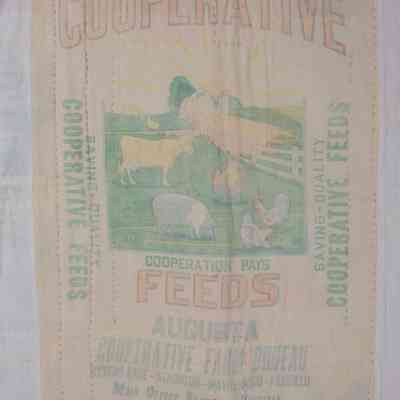 COOPERATIVE
SAVING-QUALITY
COOPERATIVE FEEDS
SAVING-QUALITY
COOPERATIVE FEEDS
COOPERATION PAYS
FEEDS
AUGUSTA
COOPERATIVE FARM BUREAU